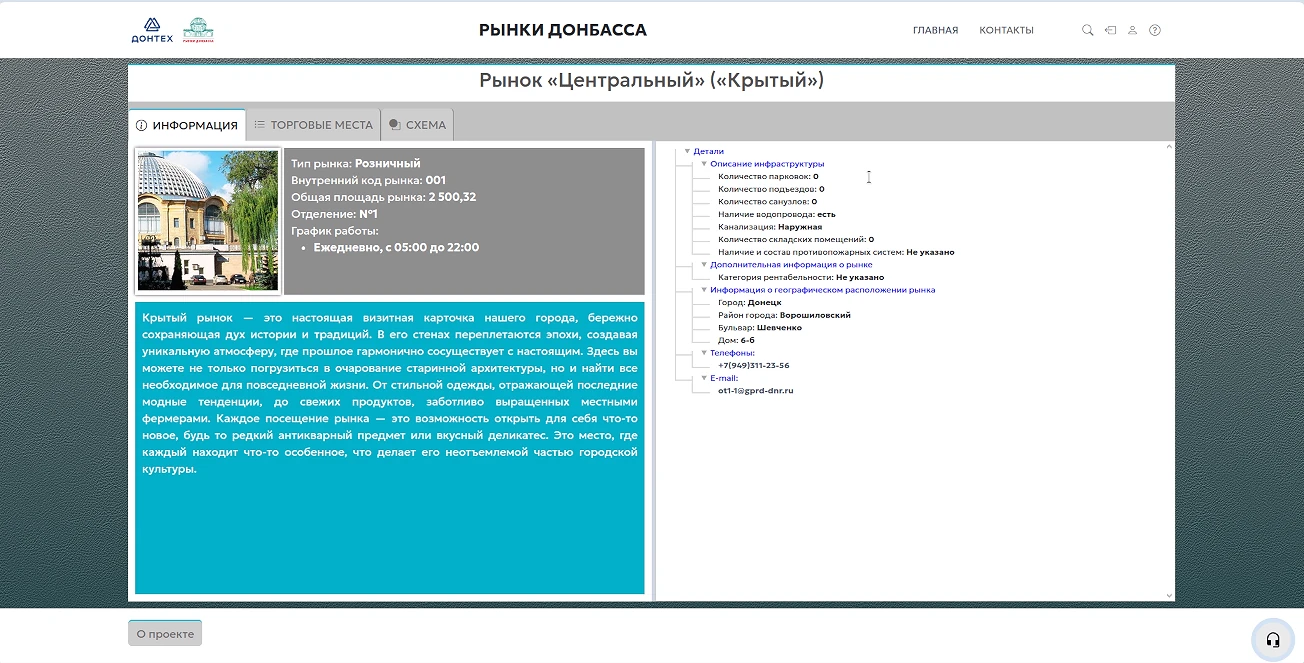 ДОНТЕХ
РЫНКИ ДОНБАССА
РЫНКИ ДОНБАССА
ГЛАВНАЯ
КОНТАКТЫ
Рынок «Центральный» («Крытый»)
ИНФОРМАЦИЯ
ТОРГОВЫЕ МЕСТА
СХЕМА
Тип рынка: Розничный
Внутренний код рынка: 001
Общая площадь рынка: 2 500,32
Отделение: №1
График работы:
• Ежедневно, с 05:00 до 22:00
Крытый рынок — это настоящая визитная карточка нашего города, бережно
сохраняющая дух истории и традиций. В его стенах переплетаются эпохи, создавая
уникальную атмосферу, где прошлое гармонично сосуществует с настоящим. Здесь вы
можете не только погрузиться в очарование старинной архитектуры, но и найти все
необходимое для повседневной жизни. От стильной одежды, отражающей последние
модные тенденции, до свежих продуктов, заботливо выращенных местными
фермерами. Каждое посещение рынка — это возможность открыть для себя что-то
новое, будь то редкий антикварный предмет или вкусный деликатес. Это место, где
каждый находит что-то особенное, что делает его неотъемлемой частью городской
культуры.
Детали
Описание инфраструктуры
Количество парковок: 0
Количество подъездов: 0
Количество санузлов: 0
Наличие водопровода: есть
Канализация: Наружная
Количество складских помещений: 0
Наличие и состав противопожарных систем: Не указано
Дополнительная информация о рынке
Категория рентабельности: Не указано
Информация о географическом расположении рынка
Город: Донецк
Район города: Ворошиловский
Бульвар: Шевченко
Дом: 6-б
Телефоны:
+7(949)311-23-56
E-mail:
ot1-1@gprd-dnr.ru
О проекте